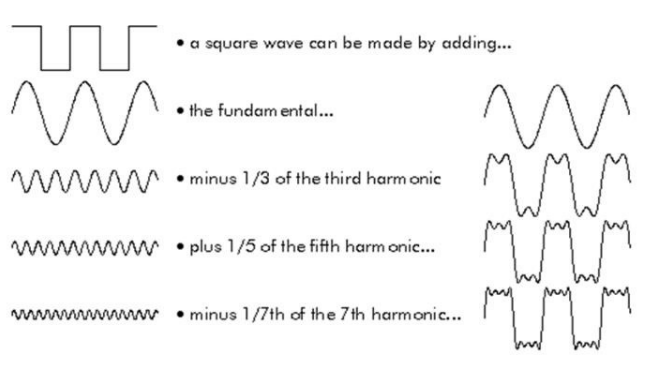 • a square wave can be made by adding...
• the fundamental...
• minus 1/3 of the third harmonic
• plus 1/5 of the fifth harmonic...
• minus 1/7th of the 7th harmonic...